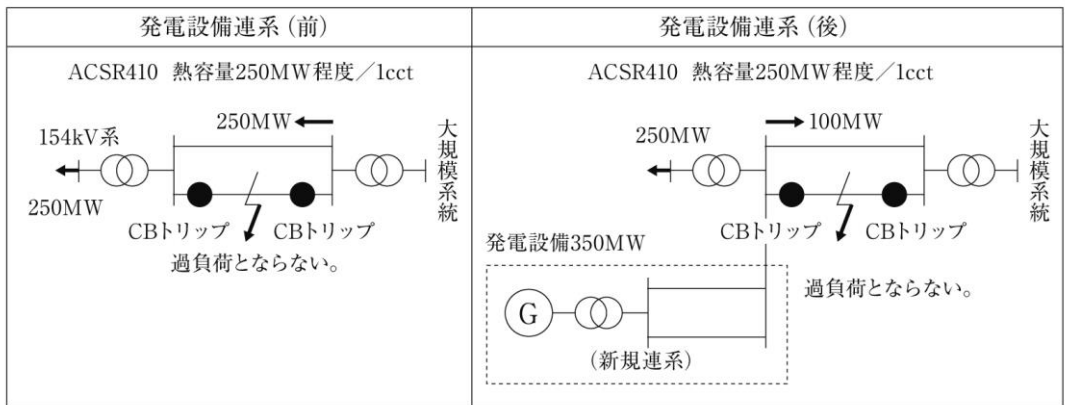 発電設備連系（前）
ACSR410 熱容量250MW程度／1cct
250MW
154kV系
250MW
CBトリップ
CBトリップ
過負荷とならない。
大規模系統
発電設備連系（後）
ACSR410 熱容量250MW程度／1cct
250MW
100MW
CBトリップ
CBトリップ
過負荷とならない。
大規模系統
発電設備350MW
G
（新規連系）